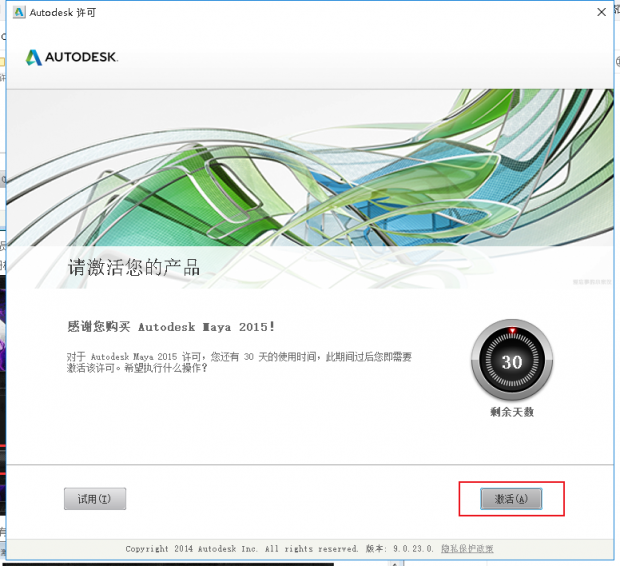 Autodesk 许可
AUTODESK
请激活您的产品
感谢您购买 Autodesk Maya 2015!
对于 Autodesk Maya 2015 许可，您还有 30 天的使用时间，此期间过后您即需要
激活该许可。希望执行什么操作?
30
剩余天数
试用(T)
激活(A)
Copyright 2014 Autodesk Inc. All rights reserved. 版本: 9.0.23.0. 隐私保护政策